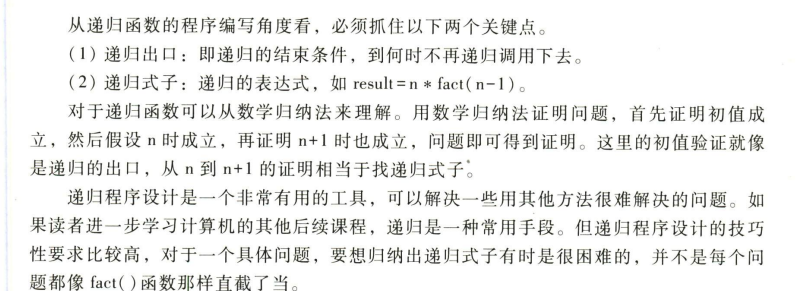 从递归函数的程序编写角度看，必须抓住以下两个关键点。
（1）递归出口：即递归的结束条件，到何时不再递归调用下去。
（2）递归式子：递归的表达式，如 result=n * fact(n-1)。
对于递归函数可以从数学归纳法来理解。用数学归纳法证明问题，首先证明初值成
立，然后假设 n 时成立，再证明 n+1 时也成立，问题即可得到证明。这里的初值验证就像
是递归的出口，从 n 到 n+1 的证明相当于找递归式子。
递归程序设计是一个非常有用的工具，可以解决一些用其他方法很难解决的问题。如
果读者进一步学习计算机的其他后续课程，递归是一种常用手段。但递归程序设计的技巧
性要求比较高，对于一个具体问题，要想归纳出递归式子有时是很困难的，并不是每个问
题都像 fact()函数那样直截了当。